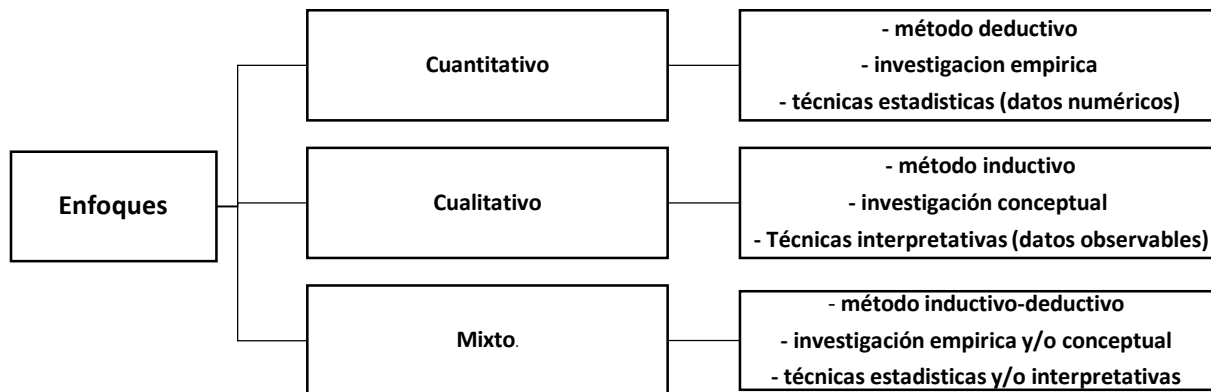 Enfoques
Cuantitativo
- método deductivo
- investigacion empirica
- técnicas estadisticas (datos numéricos)
Cualitativo
- método inductivo
- investigación conceptual
- Técnicas interpretativas (datos observables)
Mixto.
- método inductivo-deductivo
- investigación empirica y/o conceptual
- técnicas estadisticas y/o interpretativas